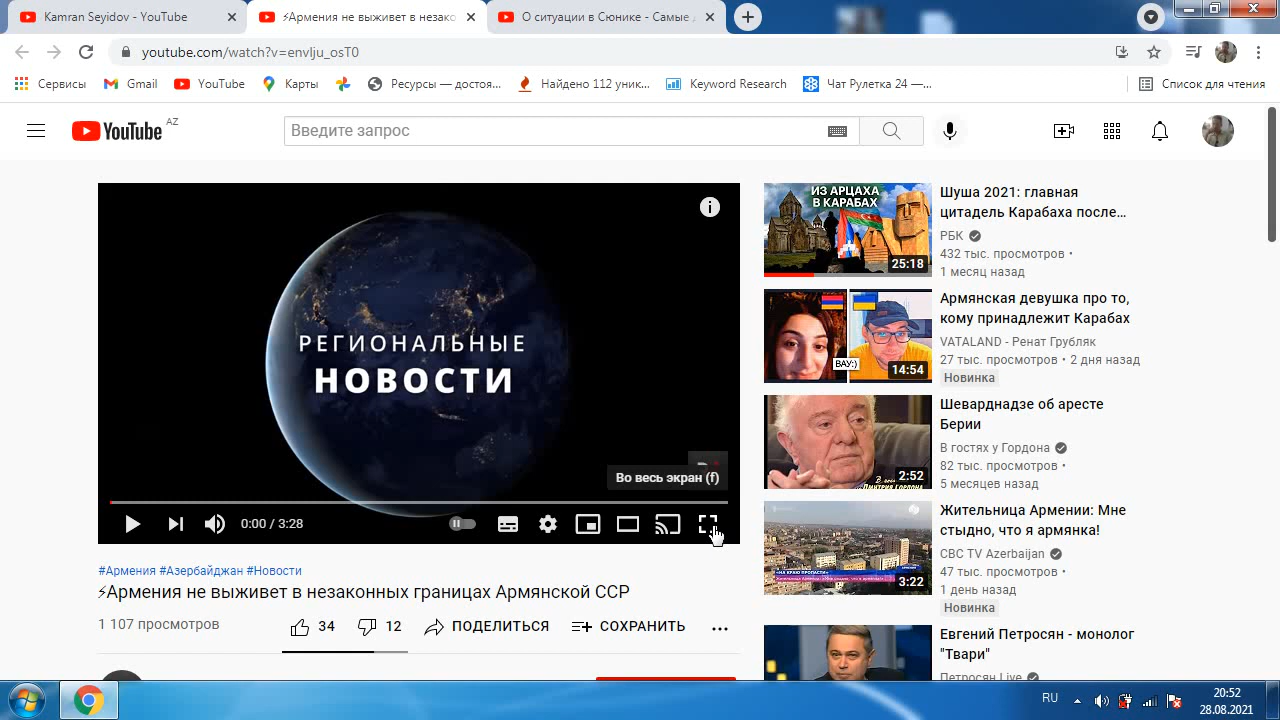 Kamran Seyidov - YouTube
⚡Армения не выживет в незако
О ситуации в Сюнике - Самые
youtube.com/watch?v=envIju_osT0
Сервисы
Gmail
YouTube
Карты
Ресурсы — достоя...
Найдено 112 уник...
Keyword Research
Чат Рулетка 24 —...
Список для чтения
YouTube AZ
Введите запрос
РЕГИОНАЛЬНЫЕ
НОВОСТИ
Во весь экран (f)
0:00 / 3:28
#Армения #Азербайджан #Новости
⚡Армения не выживет в незаконных границах Армянской ССР
1 107 просмотров
34
12
ПОДЕЛИТЬСЯ
СОХРАНИТЬ
ИЗ АРЦАХА
В КАРАБАХ
25:18
Шуша 2021: главная
цитадель Карабаха после...
РБК
432 тыс. просмотров •
1 месяц назад
ВАУ:)
14:54
Армянская девушка про то,
кому принадлежит Карабах
VATALAND - Ренат Грубляк
27 тыс. просмотров • 2 дня назад
Новинка
2:52
Шеварднадзе об аресте
Берии
В гостях у Гордона
82 тыс. просмотров •
5 месяцев назад
«НА КРАЮ ПРОПАСТИ»
3:22
Жительница Армении: Мне
стыдно, что я армянка!
CBC TV Azerbaijan
47 тыс. просмотров •
1 день назад
Новинка
Евгений Петросян - монолог
"Твари"
Петросян Live
RU
20:52
28.08.2021